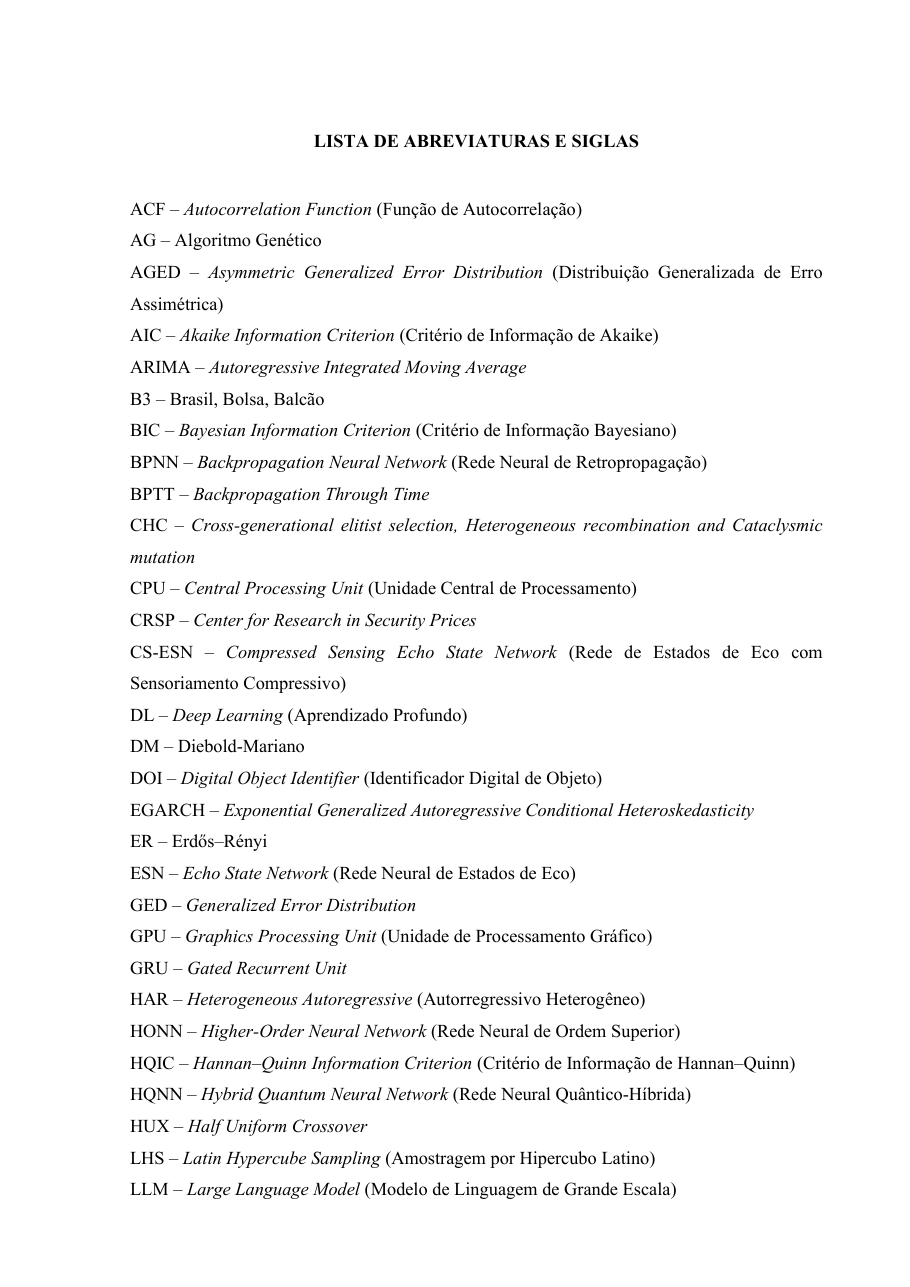 LISTA DE ABREVIATURAS E SIGLAS
ACF – Autocorrelation Function (Função de Autocorrelação)
AG – Algoritmo Genético
AGED – Asymmetric Generalized Error Distribution (Distribuição Generalizada de Erro
Assimétrica)
AIC – Akaike Information Criterion (Critério de Informação de Akaike)
ARIMA – Autoregressive Integrated Moving Average
B3 – Brasil, Bolsa, Balcão
BIC – Bayesian Information Criterion (Critério de Informação Bayesiano)
BPNN – Backpropagation Neural Network (Rede Neural de Retropropagação)
BPTT – Backpropagation Through Time
CHC – Cross-generational elitist selection, Heterogeneous recombination and Cataclysmic
mutation
CPU – Central Processing Unit (Unidade Central de Processamento)
CRSP – Center for Research in Security Prices
CS-ESN – Compressed Sensing Echo State Network (Rede de Estados de Eco com
Sensoriamento Compressivo)
DL – Deep Learning (Aprendizado Profundo)
DM – Diebold-Mariano
DOI – Digital Object Identifier (Identificador Digital de Objeto)
EGARCH – Exponential Generalized Autoregressive Conditional Heteroskedasticity
ER – Erdős–Rényi
ESN – Echo State Network (Rede Neural de Estados de Eco)
GED – Generalized Error Distribution
GPU – Graphics Processing Unit (Unidade de Processamento Gráfico)
GRU – Gated Recurrent Unit
HAR – Heterogeneous Autoregressive (Autorregressivo Heterogêneo)
HONN – Higher-Order Neural Network (Rede Neural de Ordem Superior)
HQIC – Hannan–Quinn Information Criterion (Critério de Informação de Hannan–Quinn)
HQNN – Hybrid Quantum Neural Network (Rede Neural Quântico-Híbrida)
HUX – Half Uniform Crossover
LHS – Latin Hypercube Sampling (Amostragem por Hipercubo Latino)
LLM – Large Language Model (Modelo de Linguagem de Grande Escala)